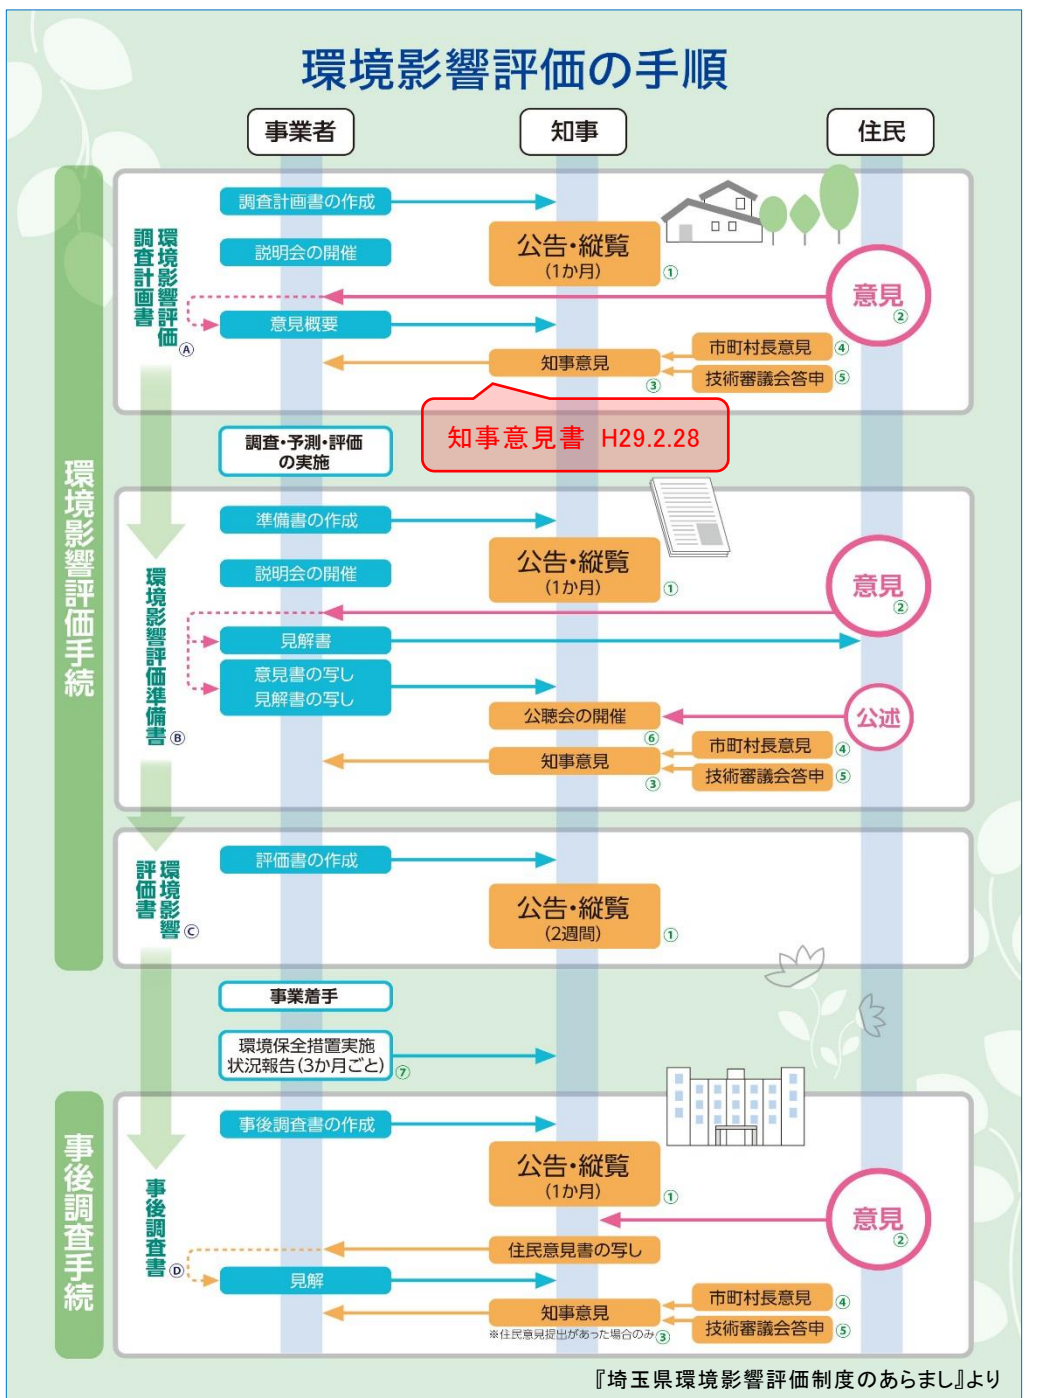 環境影響評価の手順
事業者
知事
住民
環境影響評価手続
環境影響評価
調査計画書
Ⓐ
調査計画書の作成
公告・縦覧
(1か月)
①
説明会の開催
意見
②
意見概要
市町村長意見
④
知事意見
③
技術審議会答申
⑤
知事意見書 H29.2.28
調査・予測・評価
の実施
環境影響評価準備書
Ⓑ
準備書の作成
公告・縦覧
(1か月)
①
説明会の開催
意見
②
見解書
意見書の写し
見解書の写し
公聴会の開催
⑥
公述
市町村長意見
④
知事意見
③
技術審議会答申
⑤
環境影響
評価書
Ⓒ
評価書の作成
公告・縦覧
(2週間)
①
事業着手
環境保全措置実施
状況報告(3か月ごと)
⑦
事後調査手続
事後調査書
Ⓓ
事後調査書の作成
公告・縦覧
(1か月)
①
意見
②
住民意見書の写し
見解
市町村長意見
④
知事意見
※住民意見提出があった場合のみ
③
技術審議会答申
⑤
『埼玉県環境影響評価制度のあらまし』より